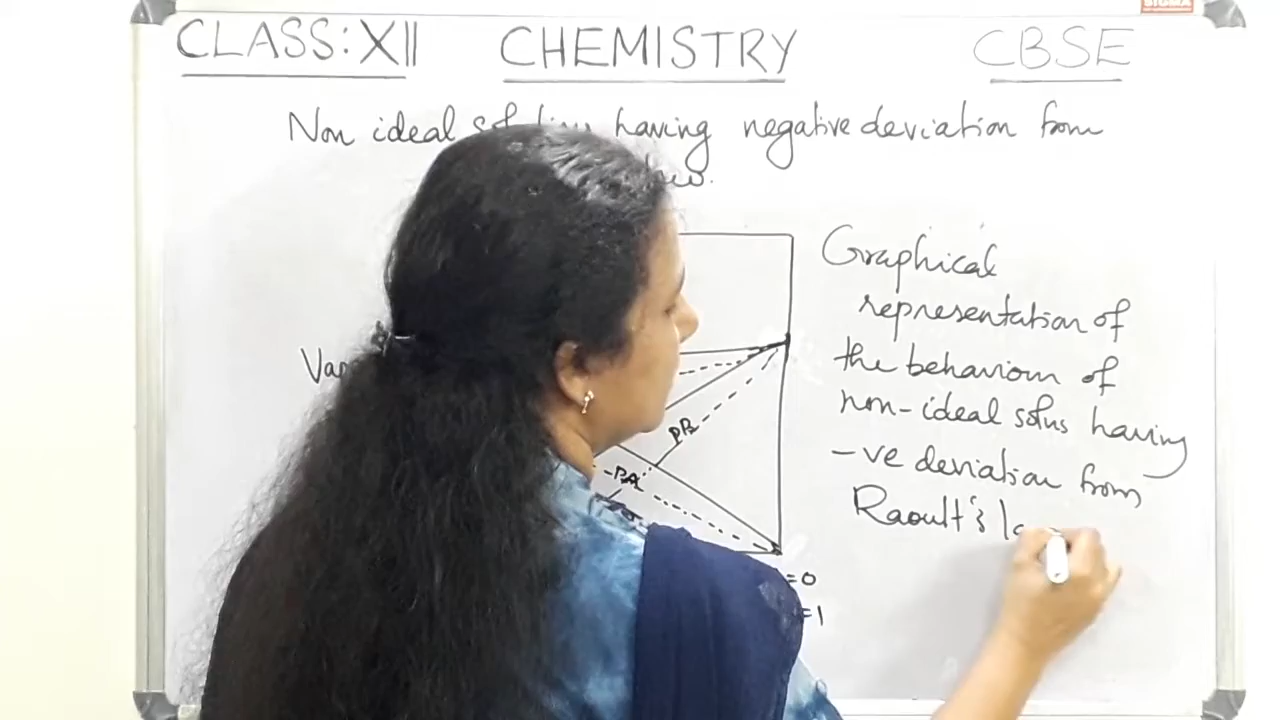 SIGMA
CLASS: XII CHEMISTRY CBSE
Non ideal having negative deviation from
Graphical
representation of
the behaviour of
non-ideal solns having
-ve deviation from
Raoult's
PB
PA
=0
=1